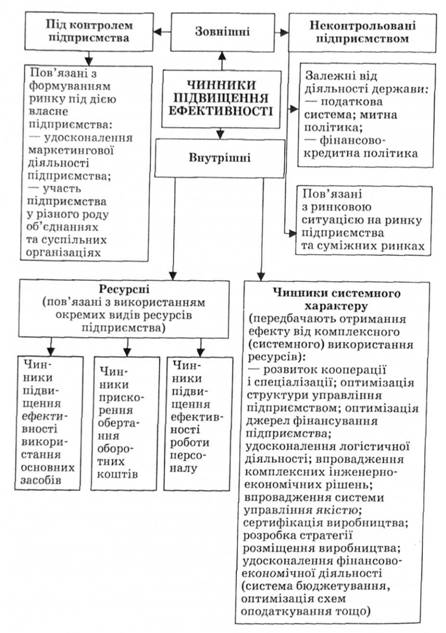 Під контролем
підприємства
Зовнішні
Неконтрольовані
підприємством
Пов'язані з
формуванням
ринку під дією
власне
підприємства:
— удосконалення
маркетингової
діяльності
підприємства;
— участь
підприємства
у різного роду
об'єднаннях
та суспільних
організаціях
ЧИННИКИ
ПІДВИЩЕННЯ
ЕФЕКТИВНОСТІ
Внутрішні
Залежні від
діяльності держави:
— податкова
система; митна
політика;
— фінансово-
кредитна політика
Пов'язані
з ринковою
ситуацією на ринку
підприємства
та суміжних ринках
Ресурсні
(пов'язані з використанням
окремих видів ресурсів
підприємства)
Чин-
ники
підви-
щення
ефекти-
вності
викори-
стання
основних
засобів
Чин-
ники
приско-
рення
оберта-
ння
оборо-
тних
коштів
Чин-
ники
підви-
щення
ефектив-
ності
роботи
персо-
налу
Чинники системного
характеру
(передбачають отримання
ефекту від комплексного
(системного) використання
ресурсів):
— розвиток кооперації
і спеціалізації; оптимізація
структури управління
підприємством; оптимізація
джерел фінансування
підприємства;
удосконалення логістичної
діяльності; впровадження
комплексних інженерно-
економічних рішень;
впровадження системи
управління якістю;
сертифікація виробництва;
розробка стратегії
розміщення виробництва;
удосконалення фінансово-
економічної діяльності
(система бюджетування,
оптимізація схем
оподаткування тощо)